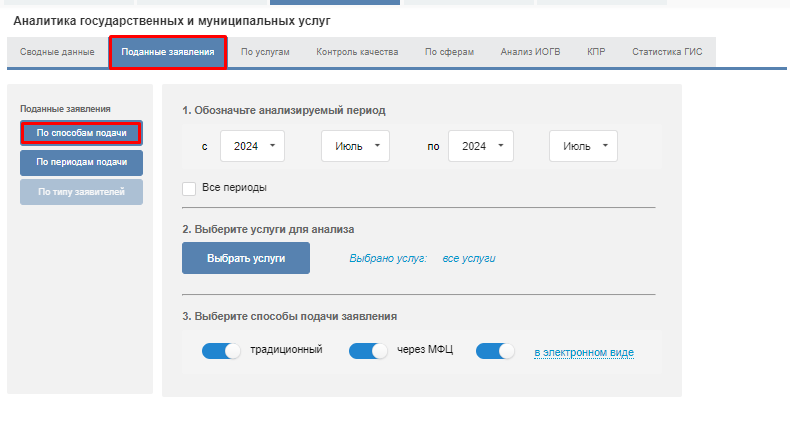 Аналитика государственных и муниципальных услуг
Сводные данные Поданные заявления По услугам Контроль качества По сферам Анализ ИОГВ КПР Статистика ГИС
Поданные заявления
По способам подачи
По периодам подачи
По типу заявителей
1. Обозначьте анализируемый период
с 2024 Июль по 2024 Июль
Все периоды
2. Выберите услуги для анализа
Выбрать услуги Выбрано услуг: все услуги
3. Выберите способы подачи заявления
традиционный через МФЦ в электронном виде